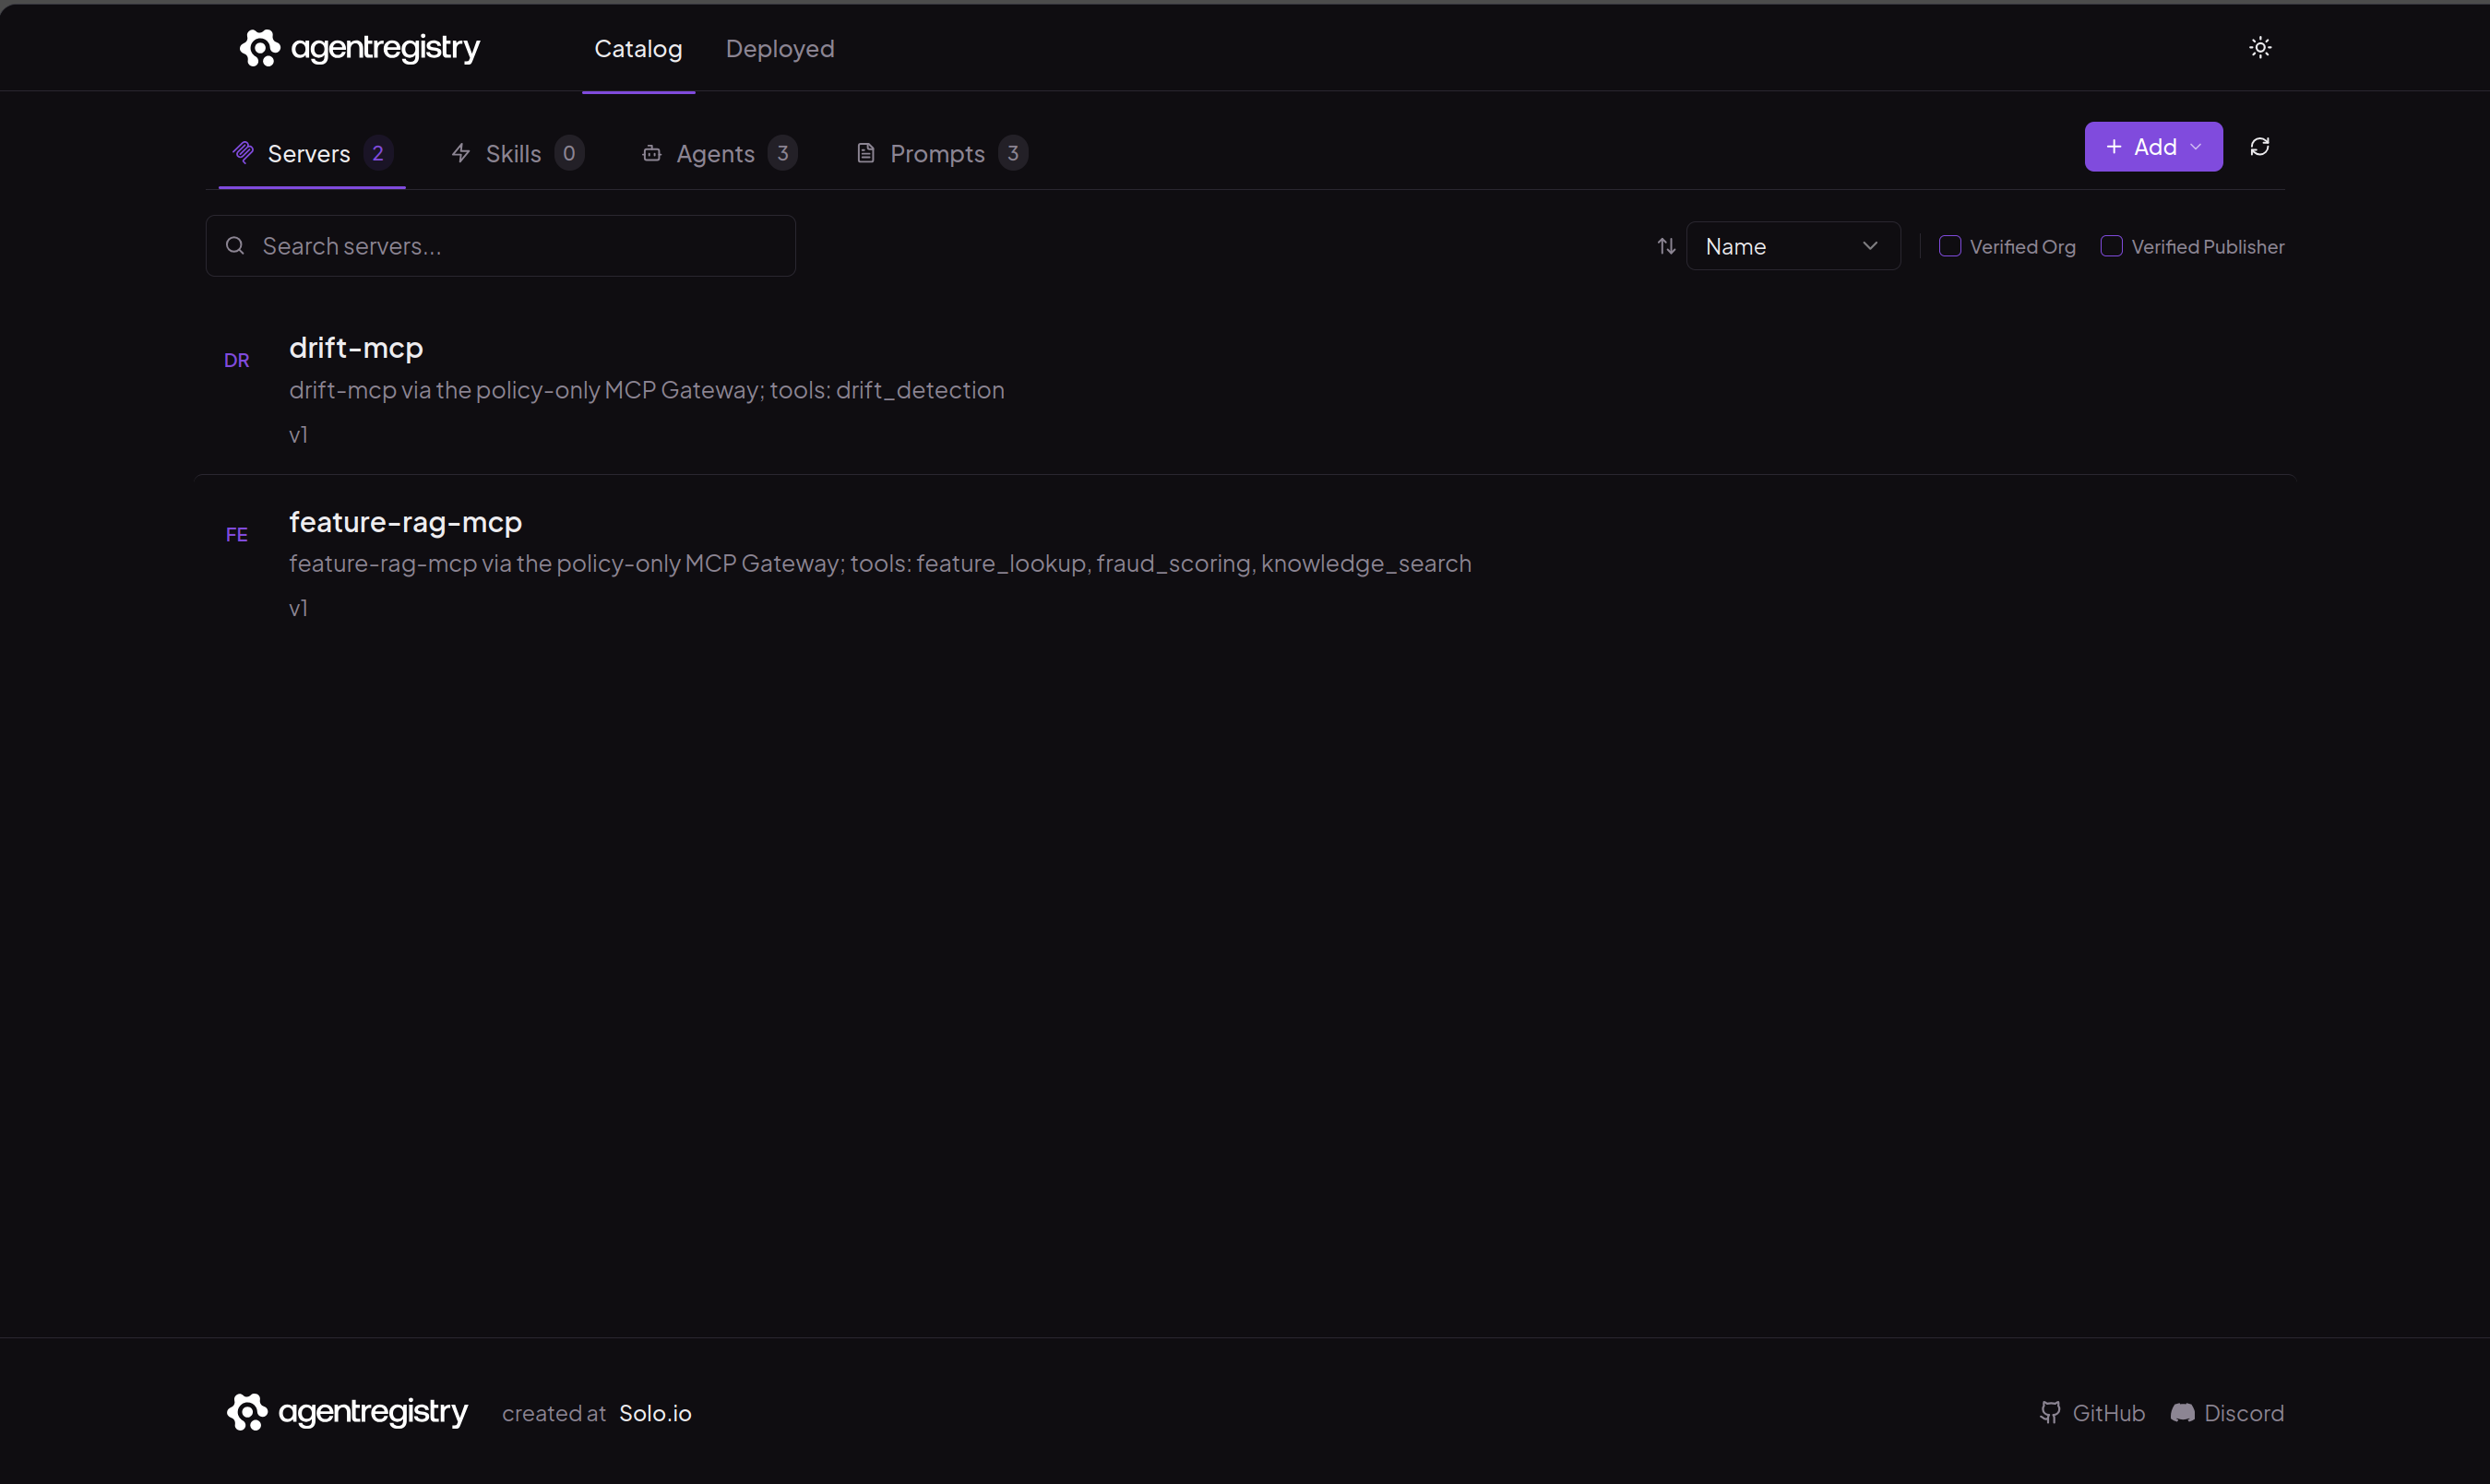 agentregistry Catalog Deployed
Servers 2 Skills 0 Agents 3 Prompts 3 + Add
Search servers... Name Verified Org Verified Publisher
DR drift-mcp
drift-mcp via the policy-only MCP Gateway; tools: drift_detection
v1
FE feature-rag-mcp
feature-rag-mcp via the policy-only MCP Gateway; tools: feature_lookup, fraud_scoring, knowledge_search
v1
agentregistry created at Solo.io GitHub Discord